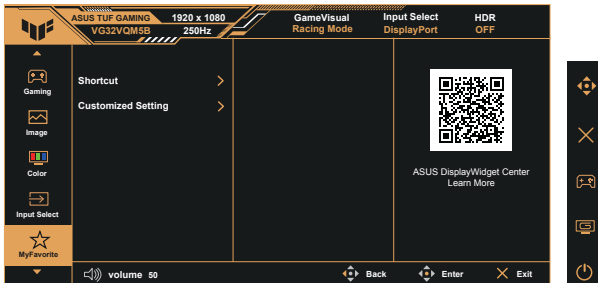 ASUS TUF GAMING 1920 x 1080 GameVisual Input Select HDR
VG32VQM5B 250Hz Racing Mode DisplayPort OFF
Gaming
Shortcut
Customized Setting
Image
Color
Input Select
MyFavorite
ASUS DisplayWidget Center
Learn More
volume 50 Back Enter Exit